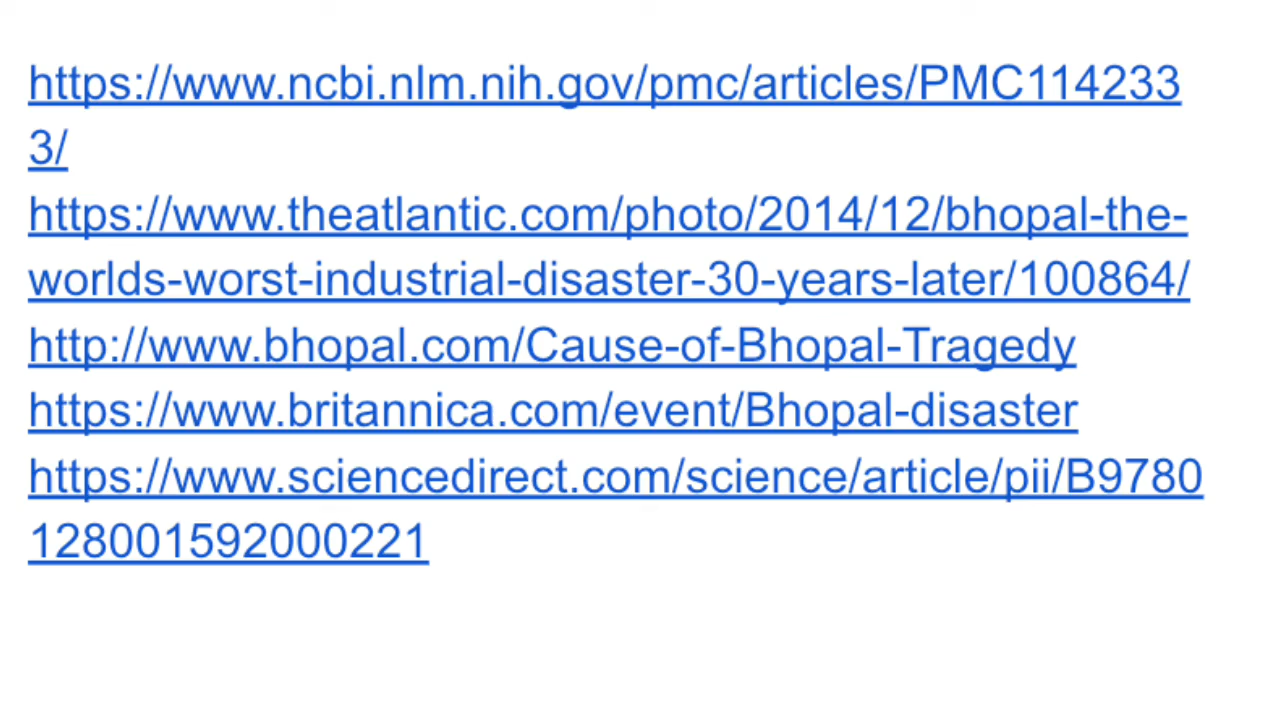 https://www.ncbi.nlm.nih.gov/pmc/articles/PMC114233
3/
https://www.theatlantic.com/photo/2014/12/bhopal-the-
worlds-worst-industrial-disaster-30-years-later/100864/
http://www.bhopal.com/Cause-of-Bhopal-Tragedy
https://www.britannica.com/event/Bhopal-disaster
https://www.sciencedirect.com/science/article/pii/B9780
128001592000221